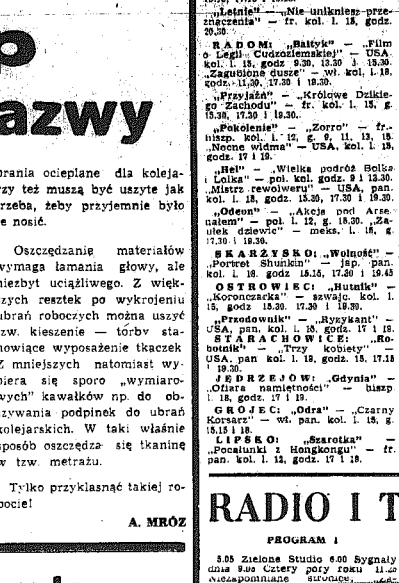 azwy
brania ocieplane dla koleja-
rzy też muszą być uszyte jak
trzeba, żeby przyjemnie było
je nosić.
Oszczędzanie materiałów
wymaga łamania głowy, ale
niezbyt uciążliwego. Z więk-
szych resztek po wykrojeniu
ubrań roboczych można uszyć
tzw. kieszenie — torby sta-
nowiące wyposażenie tkaczek
Z mniejszych natomiast wy-
biera się sporo „wymiaro-
wych" kawałków np. do ob-
szywania podpinek do ubrań
kolejarskich. W taki właśnie
sposób oszczędza się tkaninę
w tzw. metrażu.
Tylko przyklasnąć takiej ro-
bocie!
A. MRÓZ
„Letnie" — „Nie unikniesz prze-
znaczenia" — fr. kol. l. 15, godz.
20.30.
RADOM: „Bałtyk" — „Film
o Legii Cudzoziemskiej" — USA
kol. l. 15, godz 9.30, 13.30 i 15.30.
„Zagubione dusze" — wł. kol. l. 18,
godz. 11.30, 17.30 i 19.30.
„Przyjaźń" — „Królowe Dzikie-
go Zachodu" — fr. kol. l. 15, g.
15.30, 17.30 i 19.30.
„Pokolenie" — „Zorro" — fr.-
hiszp. kol. l. 12, g. 9, 11, 13, 15
„Nocne widma" — USA, kol. l. 15,
godz. 17 i 19.
„Hel" — „Wielka podróż Bolka
i Lolka" — pol. kol. godz. 9 i 13.30.
„Mistrz rewolweru" — USA, pan.
kol. l. 15, godz. 15.30, 17.30 i 19.30.
„Odeon" — „Akcja pod Arse-
nałem" — pol. l. 12, g. 15.30. „Za-
ułek dziewic" — meks. l. 18, g.
17.30 i 19.30.
SKARŻYSKO: „Wolność" —
„Portret Shunkin" — jap. pan.
kol. l. 18. godz 15.15, 17.30 i 19.45
OSTROWIEC: „Hutnik" —
„Koronczarka" — szwajc. kol. l.
15, godz 15.30, 17.30 i 19.30.
„Przodownik" — „Ryzykant" —
USA, pan. kol. l. 15, godz. 17 i 19.
STARACHOWICE: „Ro-
botnik" — „Trzy kobiety" —
USA, pan kol. l. 18, godz. 15, 17.15
i 19.30.
JĘDRZEJÓW: „Gdynia" —
„Ofiara namiętności" — hiszp
l. 18, godz. 17 i 19.
GRÓJEC: „Odra" — „Czarny
Korsarz" — wł. pan. kol. l. 15, g.
15.15 i 18.
LIPSKO: „Szarotka" —
„Pocałunki z Hongkongu" — fr.
pan. kol. l. 12, godz. 17 i 19.
RADIO I T
PROGRAM I
5.05 Zielone Studio 6.00 Sygnały
dnia 9.00 Cztery pory roku
Niezapomniane stronice,